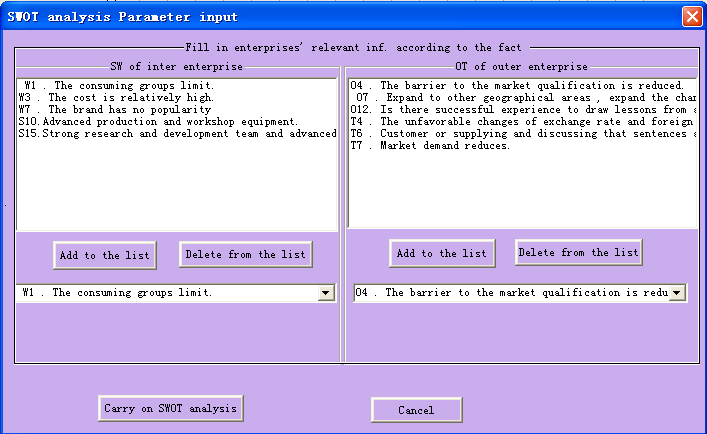 SWOT analysis Parameter input
Fill in enterprises' relevant inf. according to the fact
SW of inter enterprise
W1 . The consuming groups limit.
W3 . The cost is relatively high.
W7 . The brand has no popularity
S10.Advanced production and workshop equipment.
S15.Strong research and development team and advanced
Add to the list
Delete from the list
W1 . The consuming groups limit.
OT of outer enterprise
O4 . The barrier to the market qualification is reduced.
O7 . Expand to other geographical areas , expand the chan
O12. Is there successful experience to draw lessons from
T4 . The unfavorable changes of exchange rate and foreign
T6 . Customer or supplying and discussing that sentences
T7 . Market demand reduces.
Add to the list
Delete from the list
O4 . The barrier to the market qualification is redu
Carry on SWOT analysis
Cancel